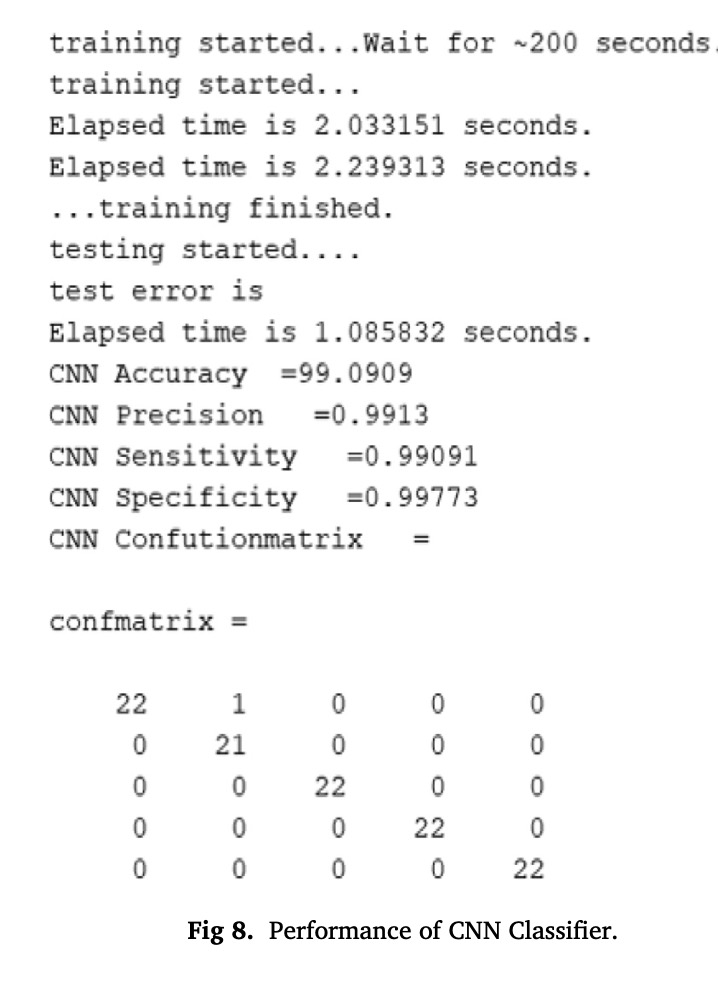 training started...Wait for ~200 seconds.
training started...
Elapsed time is 2.033151 seconds.
Elapsed time is 2.239313 seconds.
...training finished.
testing started....
test error is
Elapsed time is 1.085832 seconds.
CNN Accuracy =99.0909
CNN Precision =0.9913
CNN Sensitivity =0.99091
CNN Specificity =0.99773
CNN Confutionmatrix =
confmatrix =
22 1 0 0 0
0 21 0 0 0
0 0 22 0 0
0 0 0 22 0
0 0 0 0 22
Fig 8. Performance of CNN Classifier.